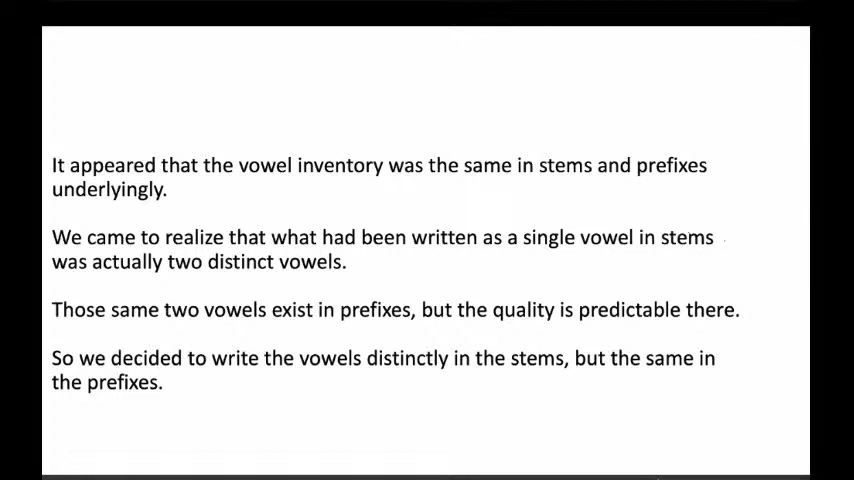 It appeared that the vowel inventory was the same in stems and prefixes
underlyingly.
We came to realize that what had been written as a single vowel in stems
was actually two distinct vowels.
Those same two vowels exist in prefixes, but the quality is predictable there.
So we decided to write the vowels distinctly in the stems, but the same in
the prefixes.